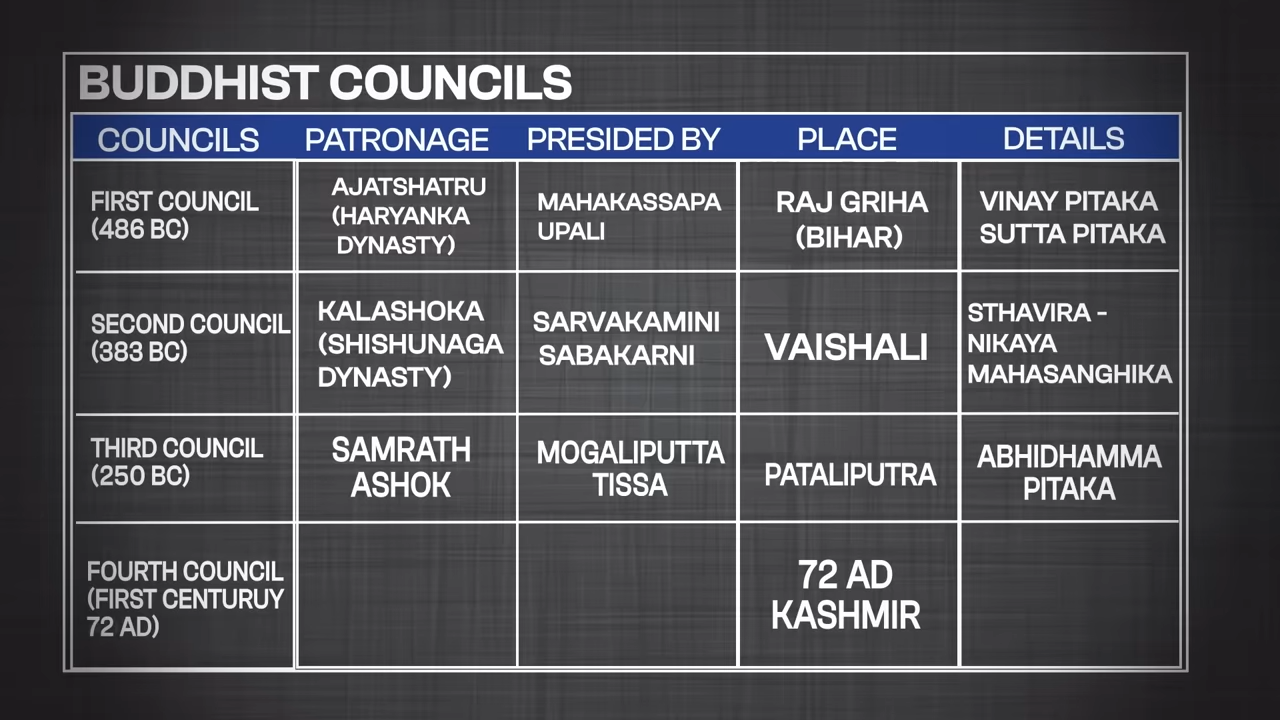 BUDDHIST COUNCILS
COUNCILS PATRONAGE PRESIDED BY PLACE DETAILS
FIRST COUNCIL
(486 BC)
AJATSHATRU
(HARYANKA
DYNASTY)
MAHAKASSAPA
UPALI
RAJ GRIHA
(BIHAR)
VINAY PITAKA
SUTTA PITAKA
SECOND COUNCIL
(383 BC)
KALASHOKA
(SHISHUNAGA
DYNASTY)
SARVAKAMINI
SABAKARNI
VAISHALI
STHAVIRA -
NIKAYA
MAHASANGHIKA
THIRD COUNCIL
(250 BC)
SAMRATH
ASHOK
MOGALIPUTTA
TISSA
PATALIPUTRA
ABHIDHAMMA
PITAKA
FOURTH COUNCIL
(FIRST CENTURUY
72 AD)
72 AD
KASHMIR